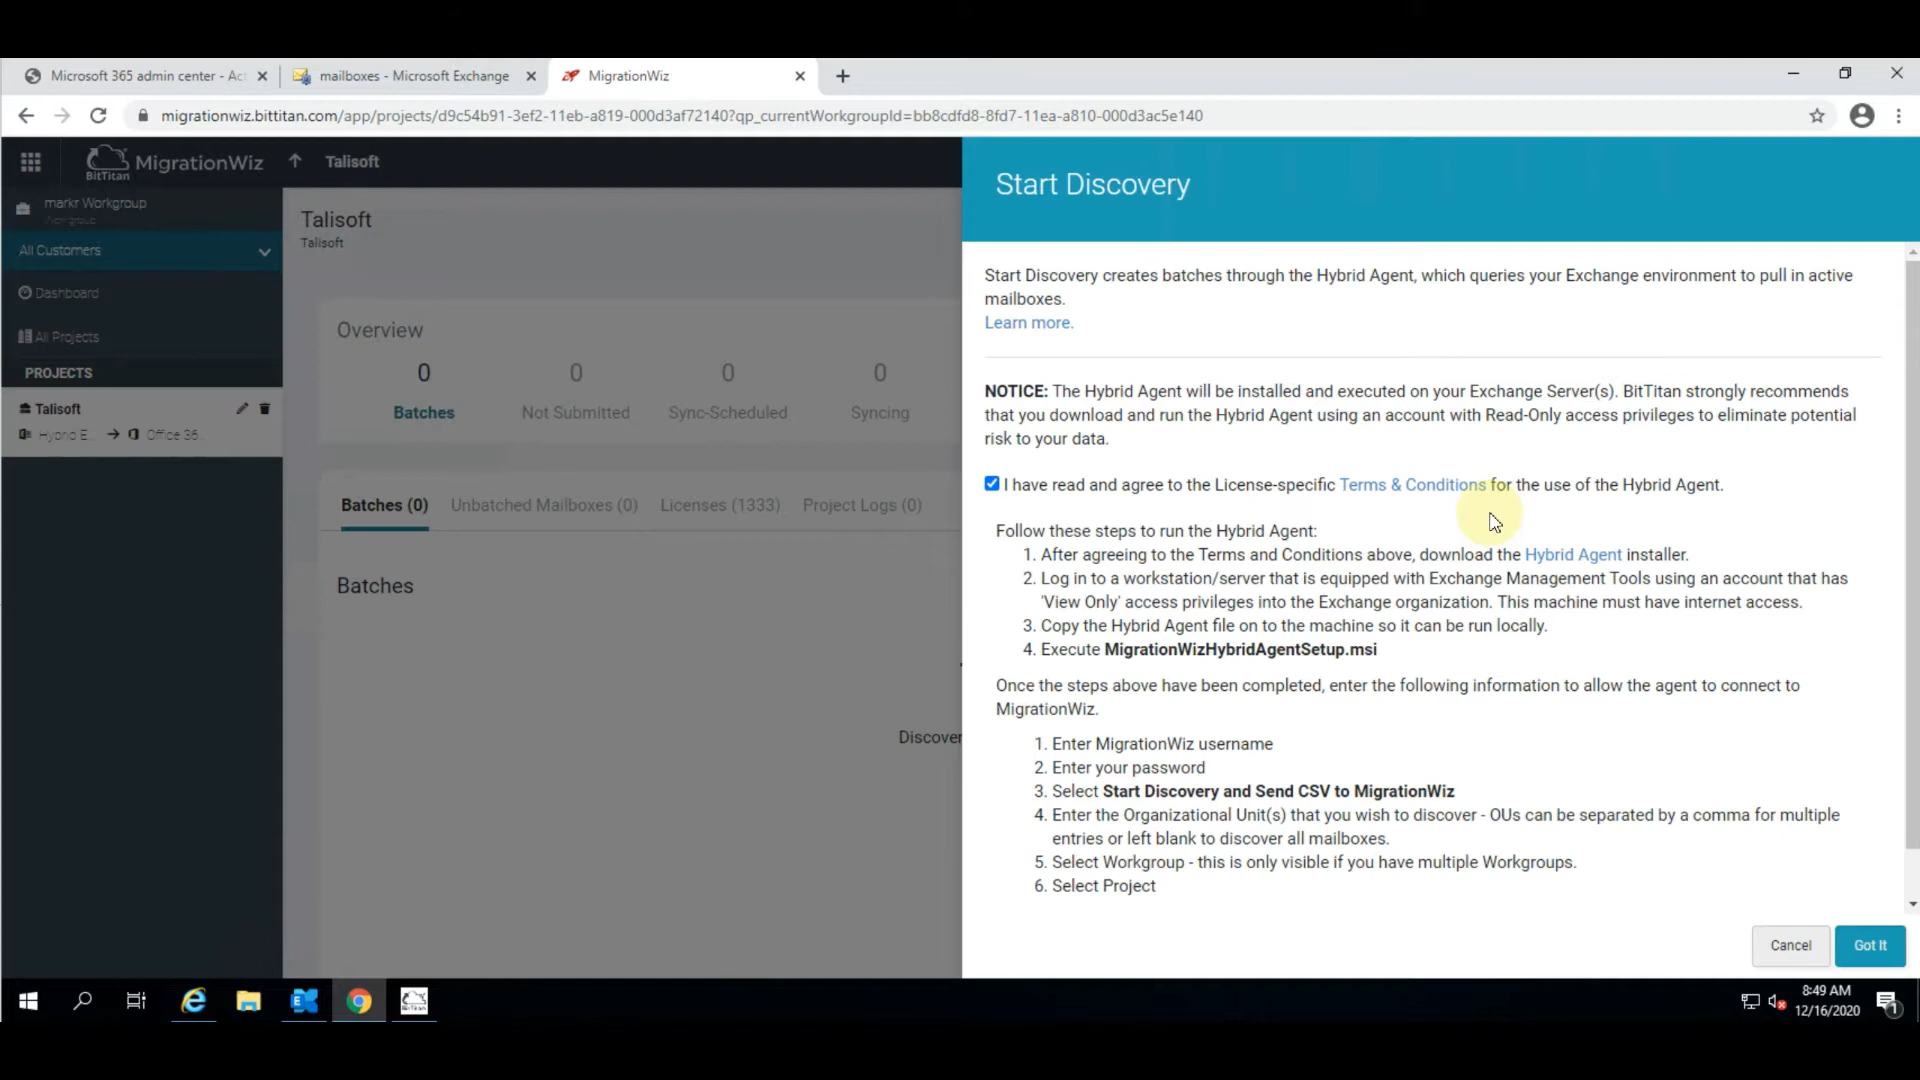 Microsoft 365 admin center - Act
mailboxes - Microsoft Exchange
MigrationWiz
migrationwiz.bittitan.com/app/projects/d9c54b91-3ef2-11eb-a819-000d3af72140?qp_currentWorkgroupId=bb8cdfd8-8fd7-11ea-a810-000d3ac5e140
BitTitan MigrationWiz
Talisoft
markr Workgroup
Workgroup
All Customers
Dashboard
All Projects
PROJECTS
Talisoft
Hybrid E... → Office 36...
Talisoft
Talisoft
Overview
0 0 0 0
Batches Not Submitted Sync-Scheduled Syncing
Batches (0) Unbatched Mailboxes (0) Licenses (1333) Project Logs (0)
Batches
Discover
Start Discovery
Start Discovery creates batches through the Hybrid Agent, which queries your Exchange environment to pull in active
mailboxes.
Learn more.
NOTICE: The Hybrid Agent will be installed and executed on your Exchange Server(s). BitTitan strongly recommends
that you download and run the Hybrid Agent using an account with Read-Only access privileges to eliminate potential
risk to your data.
I have read and agree to the License-specific Terms & Conditions for the use of the Hybrid Agent.
Follow these steps to run the Hybrid Agent:
1. After agreeing to the Terms and Conditions above, download the Hybrid Agent installer.
2. Log in to a workstation/server that is equipped with Exchange Management Tools using an account that has
'View Only' access privileges into the Exchange organization. This machine must have internet access.
3. Copy the Hybrid Agent file on to the machine so it can be run locally.
4. Execute MigrationWizHybridAgentSetup.msi
Once the steps above have been completed, enter the following information to allow the agent to connect to
MigrationWiz.
1. Enter MigrationWiz username
2. Enter your password
3. Select Start Discovery and Send CSV to MigrationWiz
4. Enter the Organizational Unit(s) that you wish to discover - OUs can be separated by a comma for multiple
entries or left blank to discover all mailboxes.
5. Select Workgroup - this is only visible if you have multiple Workgroups.
6. Select Project
Cancel
Got It
BitTitan
8:49 AM
12/16/2020
1